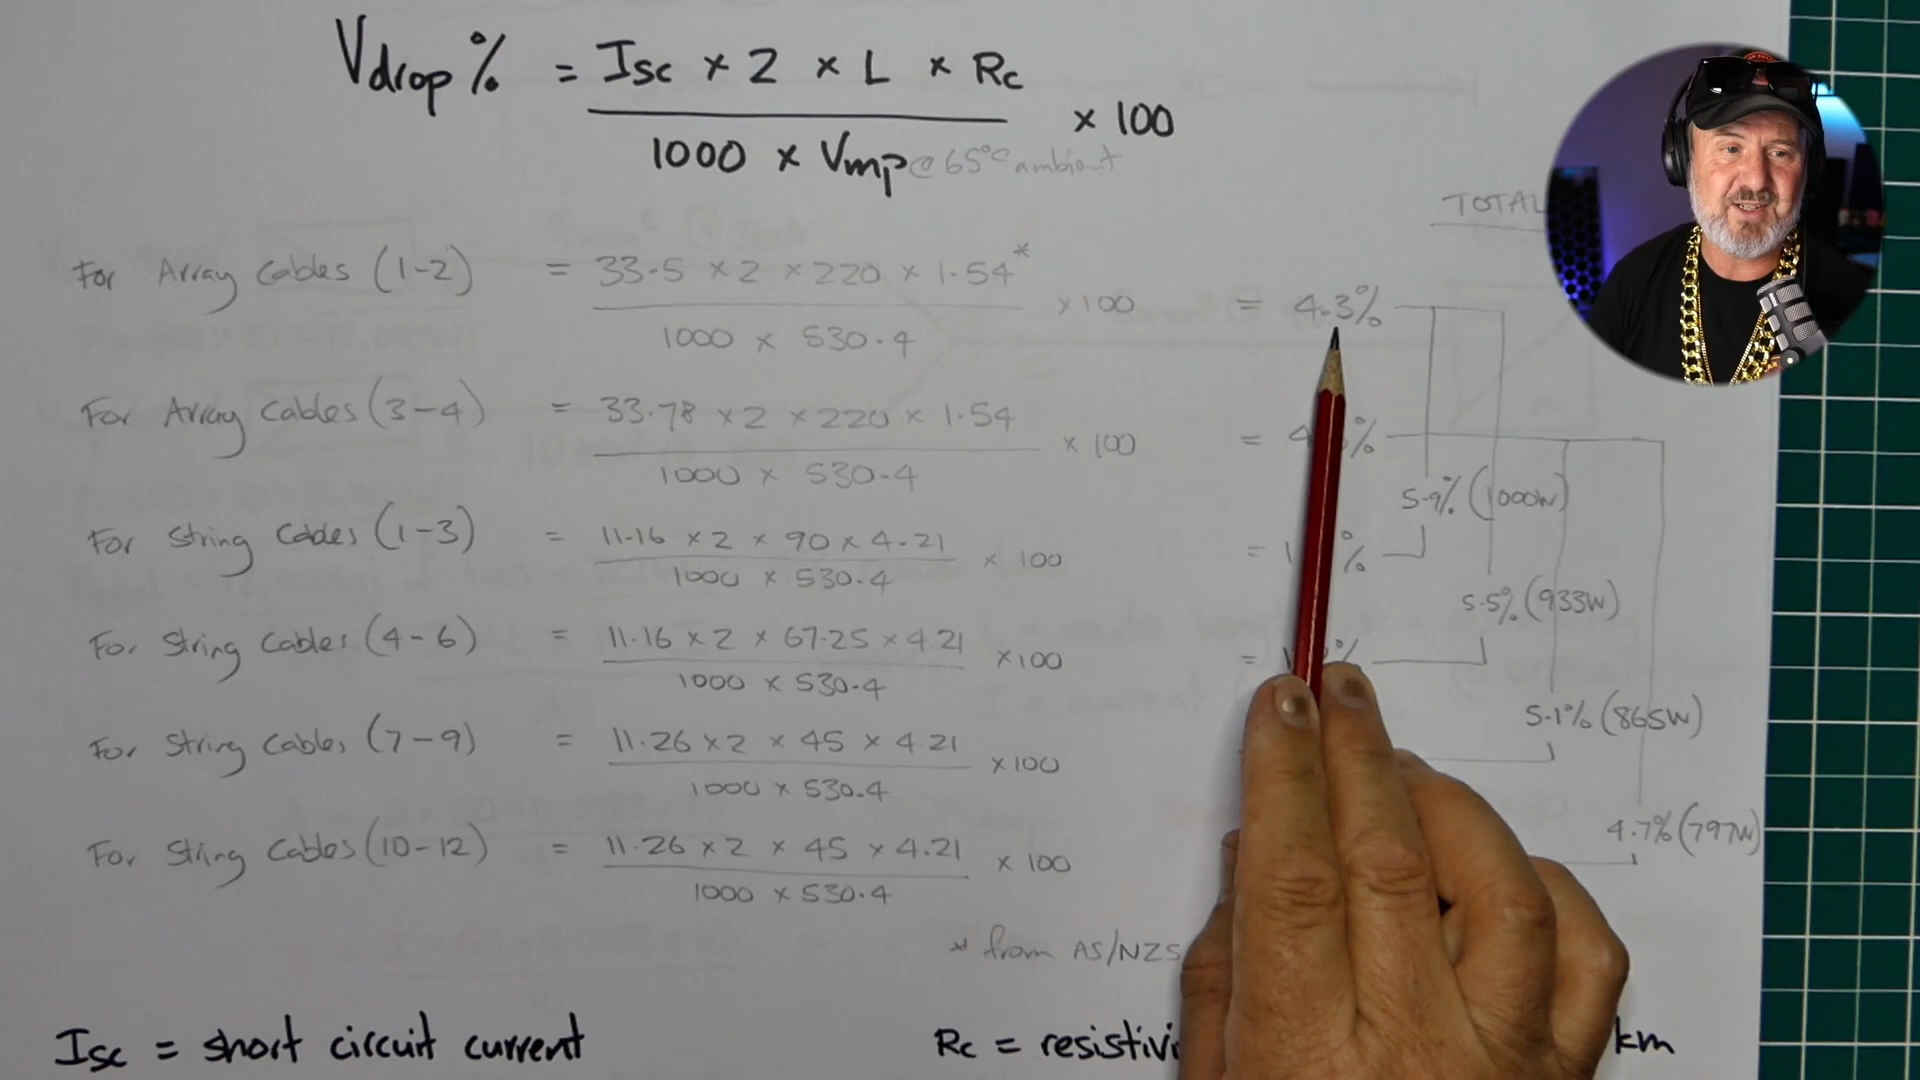 Vdrop % = Isc × 2 × L × Rc
1000 × Vmp @ 65°C ambient × 100
TOTAL
For Array Cables (1-2) = 33.5 × 2 × 220 × 1.54*
1000 × 530.4 × 100 = 4.3%
For Array Cables (3-4) = 33.78 × 2 × 220 × 1.54
1000 × 530.4 × 100 = 4. %
5.9% (1000W)
For String Cables (1-3) = 11.16 × 2 × 90 × 4.21
1000 × 530.4 × 100 = 1. %
5.5% (933W)
For String Cables (4-6) = 11.16 × 2 × 67.25 × 4.21
1000 × 530.4 × 100 = 1. %
5.1% (865W)
For String Cables (7-9) = 11.26 × 2 × 45 × 4.21
1000 × 530.4 × 100
4.7% (797W)
For String Cables (10-12) = 11.26 × 2 × 45 × 4.21
1000 × 530.4 × 100
* from AS/NZS
Isc = short circuit current
Rc = resistivi km